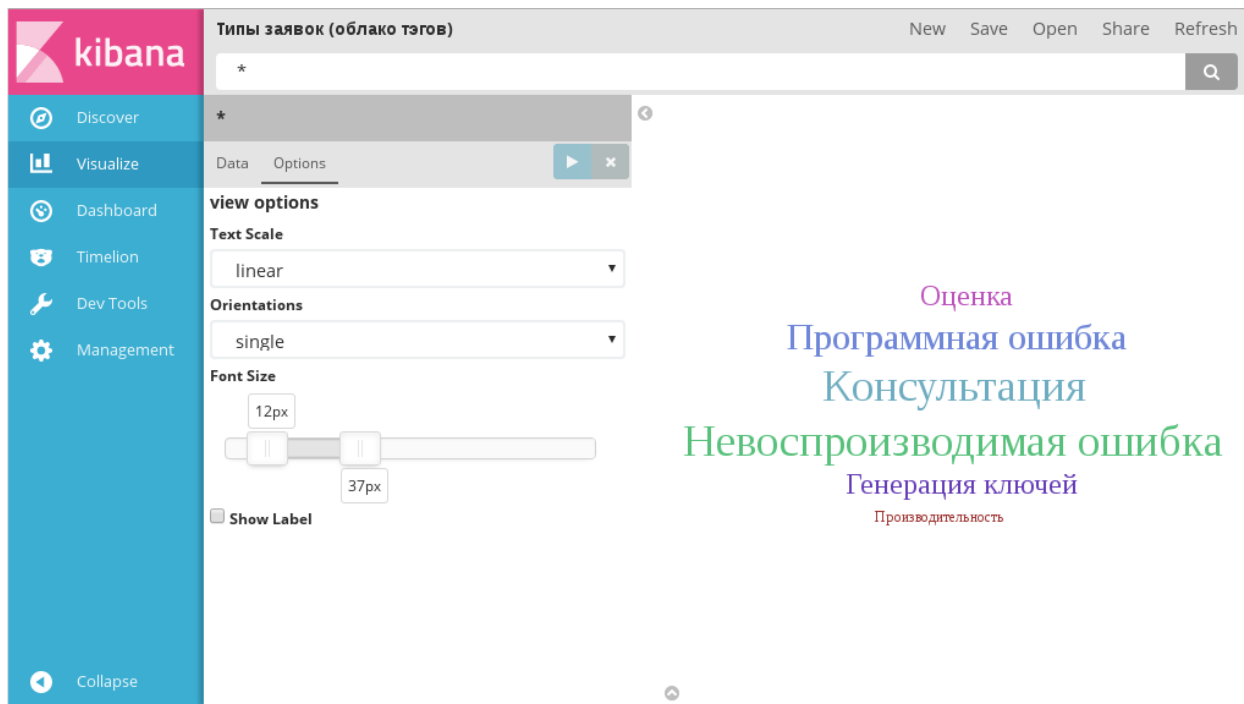 kibana
Типы заявок (облако тэгов)
New Save Open Share Refresh
*
Discover
Visualize
Dashboard
Timelion
Dev Tools
Management
Collapse
*
Data Options
view options
Text Scale
linear
Orientations
single
Font Size
12px
37px
Show Label
Оценка
Программная ошибка
Консультация
Невоспроизводимая ошибка
Генерация ключей
Производительность